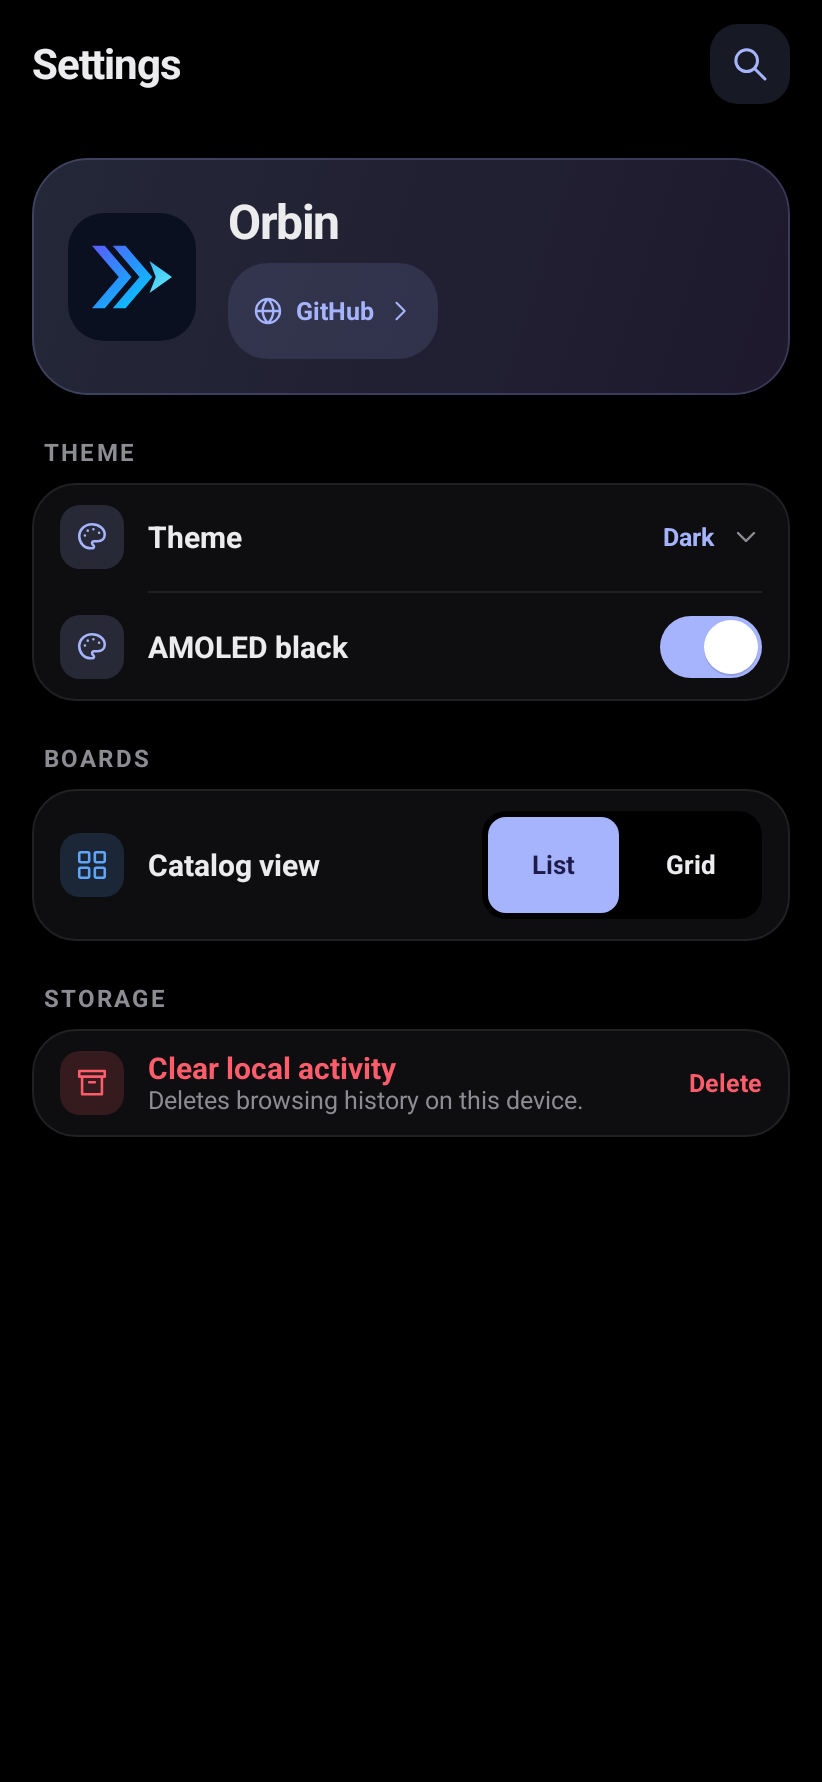 Settings
Orbin
GitHub
THEME
Theme
Dark
AMOLED black
BOARDS
Catalog view
List
Grid
STORAGE
Clear local activity
Deletes browsing history on this device.
Delete